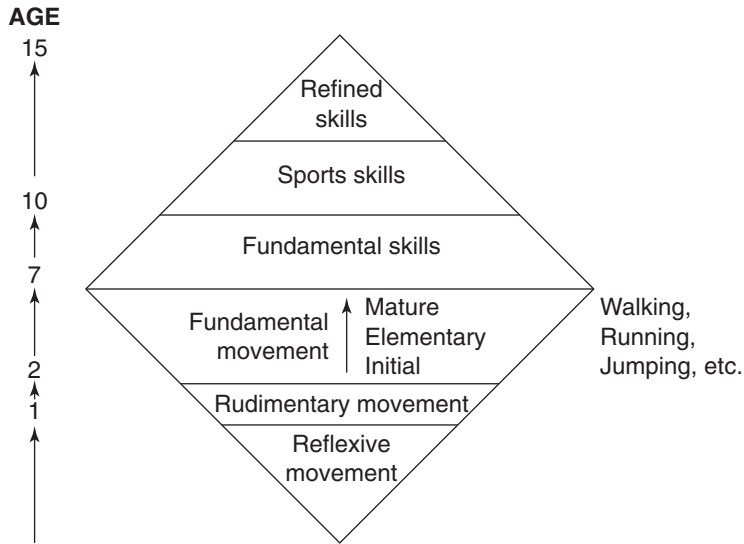 AGE
15
Refined
skills
Sports skills
10
Fundamental skills
7
Fundamental
movement
Mature
Elementary
Initial
Walking,
Running,
Jumping, etc.
2
Rudimentary movement
1
Reflexive
movement